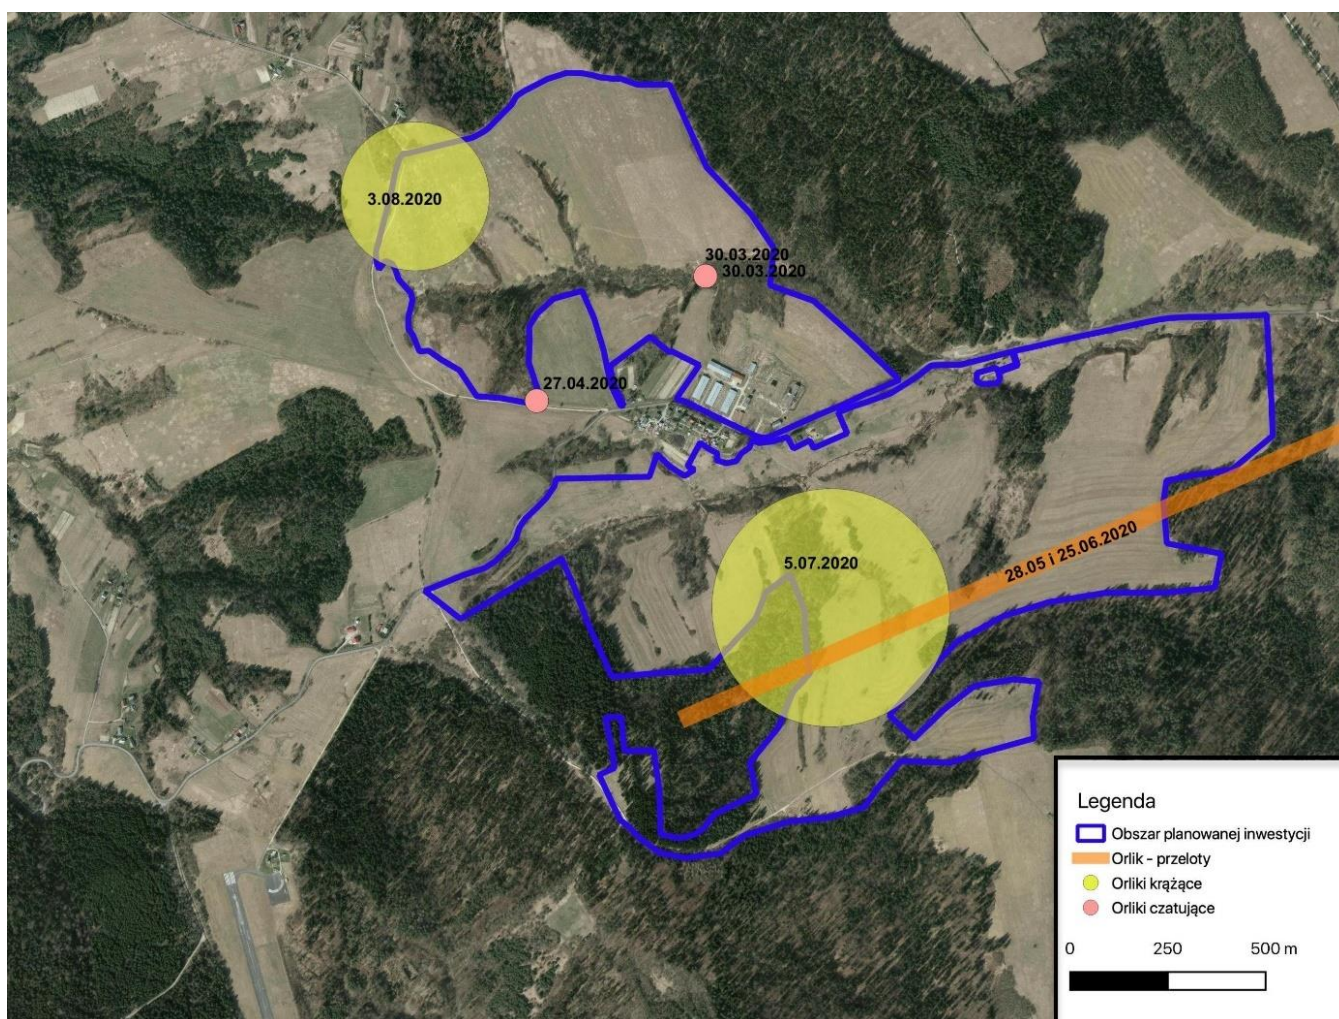 3.08.2020
30.03.2020
30.03.2020
27.04.2020
5.07.2020
28.05 i 25.06.2020
Legenda
Obszar planowanej inwestycji
Orlik - przeloty
Orliki krążące
Orliki czatujące
0 250 500 m